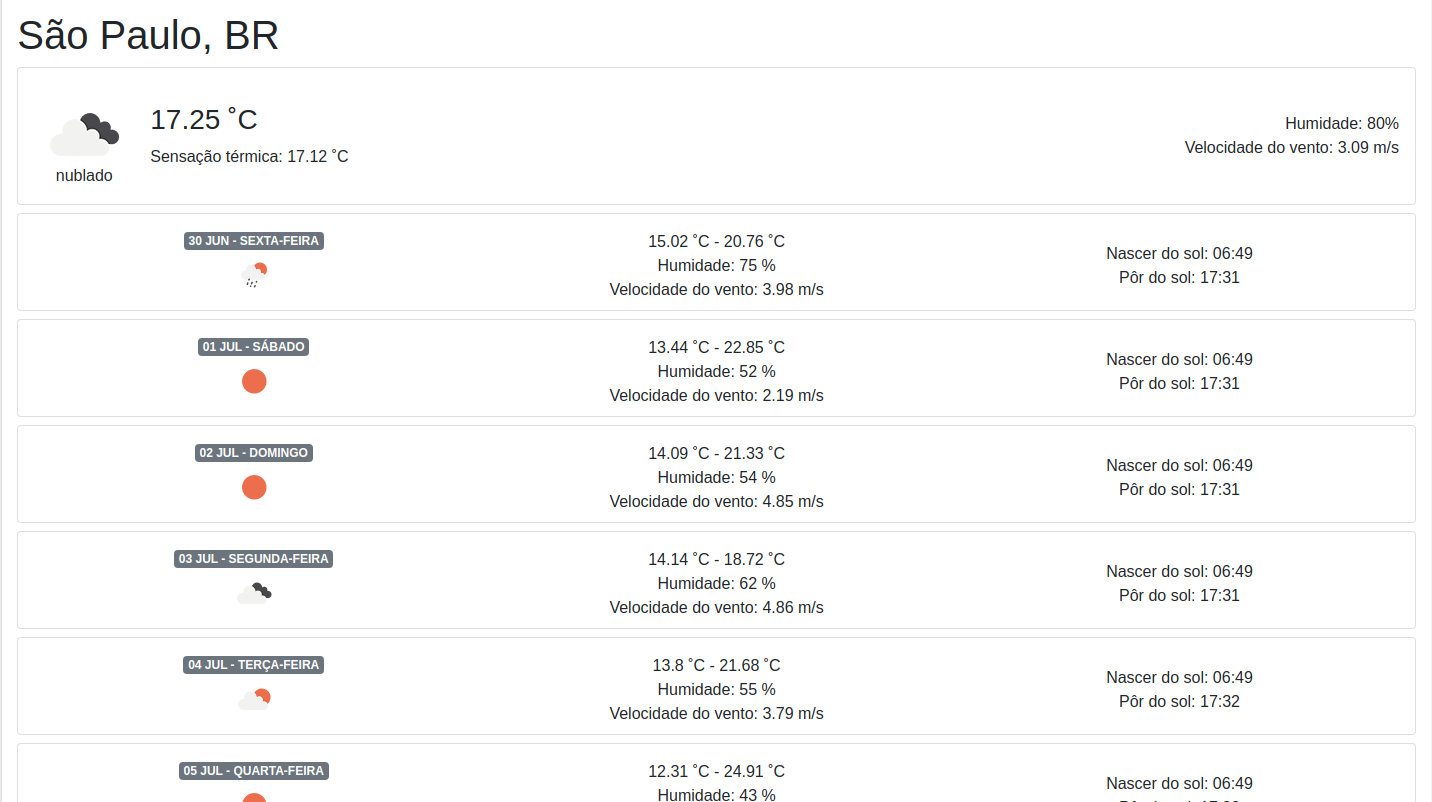 São Paulo, BR
17.25 ˚C
Humidade: 80%
Velocidade do vento: 3.09 m/s
Sensação térmica: 17.12 ˚C
nublado
30 JUN - SEXTA-FEIRA
15.02 ˚C - 20.76 ˚C
Humidade: 75 %
Velocidade do vento: 3.98 m/s
Nascer do sol: 06:49
Pôr do sol: 17:31
01 JUL - SÁBADO
13.44 ˚C - 22.85 ˚C
Humidade: 52 %
Velocidade do vento: 2.19 m/s
Nascer do sol: 06:49
Pôr do sol: 17:31
02 JUL - DOMINGO
14.09 ˚C - 21.33 ˚C
Humidade: 54 %
Velocidade do vento: 4.85 m/s
Nascer do sol: 06:49
Pôr do sol: 17:31
03 JUL - SEGUNDA-FEIRA
14.14 ˚C - 18.72 ˚C
Humidade: 62 %
Velocidade do vento: 4.86 m/s
Nascer do sol: 06:49
Pôr do sol: 17:31
04 JUL - TERÇA-FEIRA
13.8 ˚C - 21.68 ˚C
Humidade: 55 %
Velocidade do vento: 3.79 m/s
Nascer do sol: 06:49
Pôr do sol: 17:32
05 JUL - QUARTA-FEIRA
12.31 ˚C - 24.91 ˚C
Humidade: 43 %
Nascer do sol: 06:49